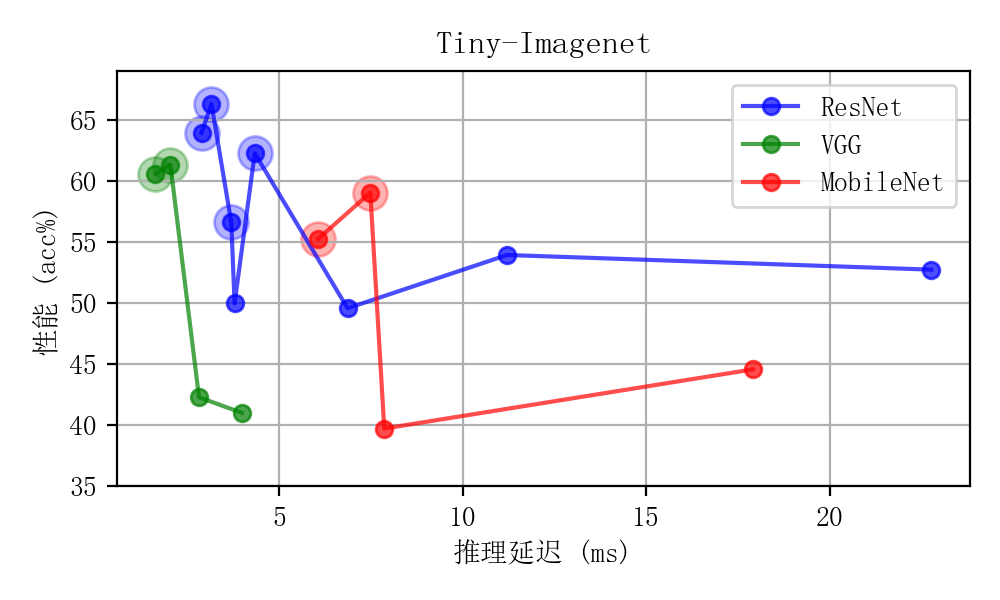 Tiny-Imagenet
ResNet
VGG
MobileNet
性能 (acc%)
65
60
55
50
45
40
35
5
10
15
20
推理延迟 (ms)